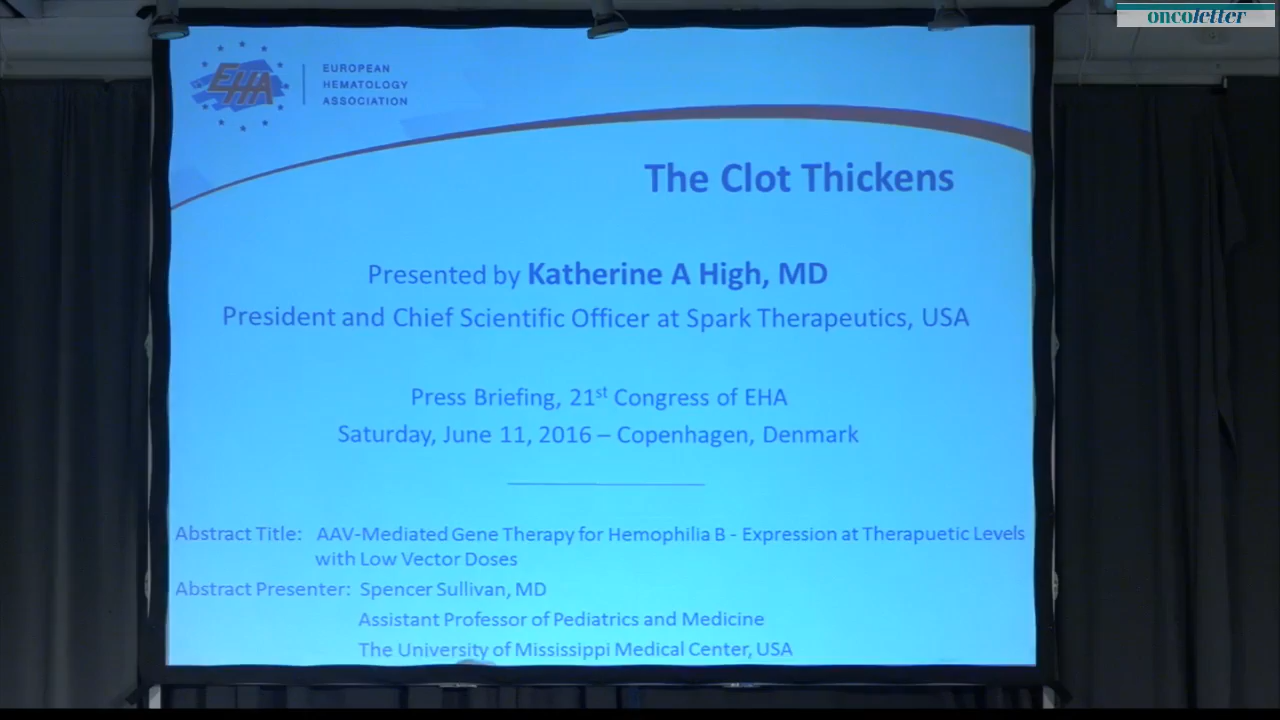 oncoletter
EHA
EUROPEAN
HEMATOLOGY
ASSOCIATION
The Clot Thickens
Presented by Katherine A High, MD
President and Chief Scientific Officer at Spark Therapeutics, USA
Press Briefing, 21st Congress of EHA
Saturday, June 11, 2016 – Copenhagen, Denmark
Abstract Title: AAV-Mediated Gene Therapy for Hemophilia B - Expression at Therapuetic Levels
with Low Vector Doses
Abstract Presenter: Spencer Sullivan, MD
Assistant Professor of Pediatrics and Medicine
The University of Mississippi Medical Center, USA